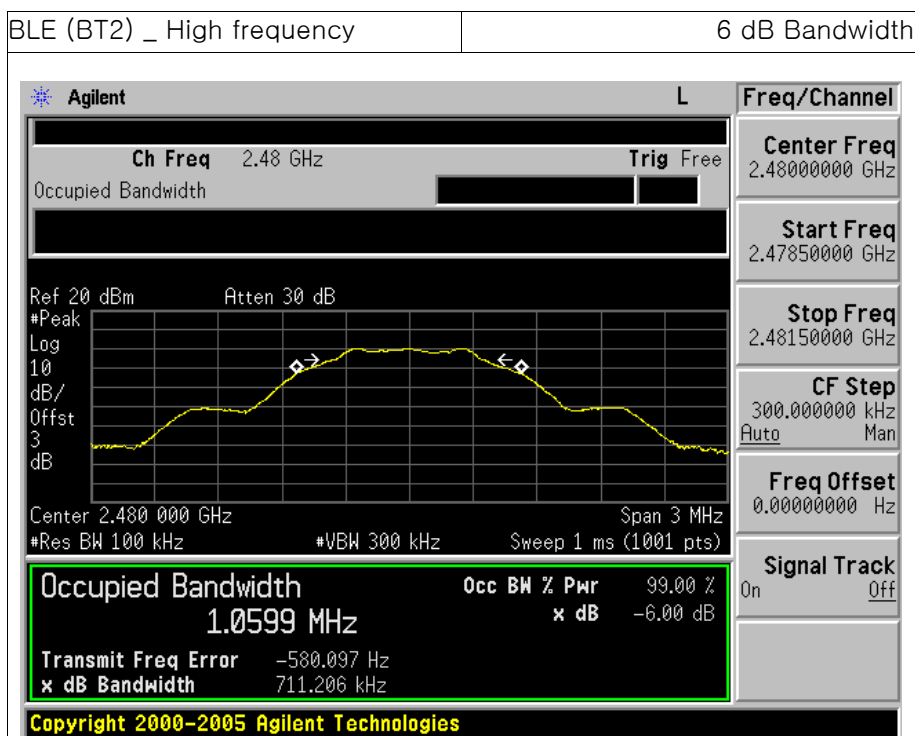 BLE (BT2) _ High frequency 6 dB Bandwidth
Agilent L Freq/Channel
Ch Freq 2.48 GHz Trig Free
Occupied Bandwidth
Center Freq
2.48000000 GHz
Start Freq
2.47850000 GHz
Stop Freq
2.48150000 GHz
CF Step
300.000000 kHz
Auto Man
Freq Offset
0.00000000 Hz
Signal Track
On Off
Ref 20 dBm Atten 30 dB
#Peak
Log
10
dB/
Offst
3
dB
Center 2.480 000 GHz Span 3 MHz
#Res BW 100 kHz #VBW 300 kHz Sweep 1 ms (1001 pts)
Occupied Bandwidth Occ BW % Pwr 99.00 %
1.0599 MHz x dB -6.00 dB
Transmit Freq Error -580.097 Hz
x dB Bandwidth 711.206 kHz
Copyright 2000-2005 Agilent Technologies